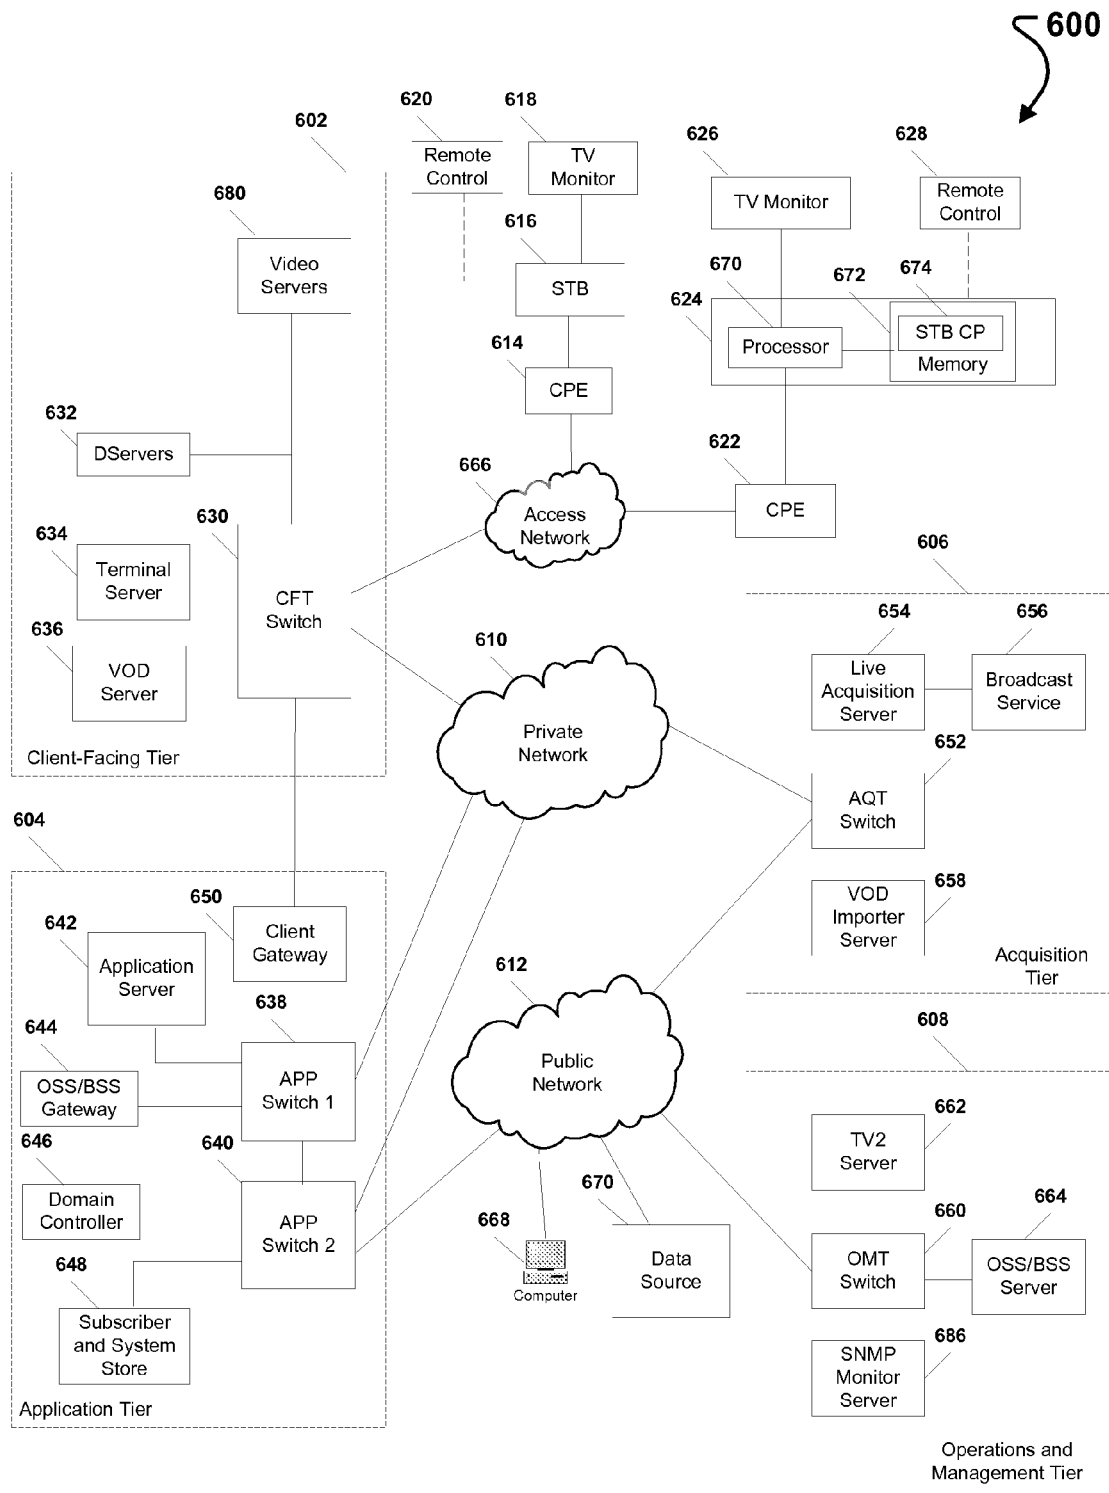 600
620
618
602
626
628
Remote
Control
TV
Monitor
680
TV Monitor
Remote
Control
616
Video
Servers
STB
670
672
674
624
STB CP
Processor
Memory
614
CPE
632
DServers
622
666
CPE
Access
Network
630
634
606
Terminal
Server
CFT
Switch
654
656
636
610
VOD
Server
Live
Acquisition
Server
Broadcast
Service
Private
Network
652
Client-Facing Tier
AQT
Switch
604
650
658
642
Client
Gateway
VOD
Importer
Server
Application
Server
Acquisition
Tier
612
638
608
644
OSS/BSS
Gateway
APP
Switch 1
Public
Network
662
646
640
TV2
Server
Domain
Controller
670
664
660
668
APP
Switch 2
648
Data
Source
OMT
Switch
OSS/BSS
Server
Computer
Subscriber
and System
Store
686
SNMP
Monitor
Server
Application Tier
Operations and
Management Tier